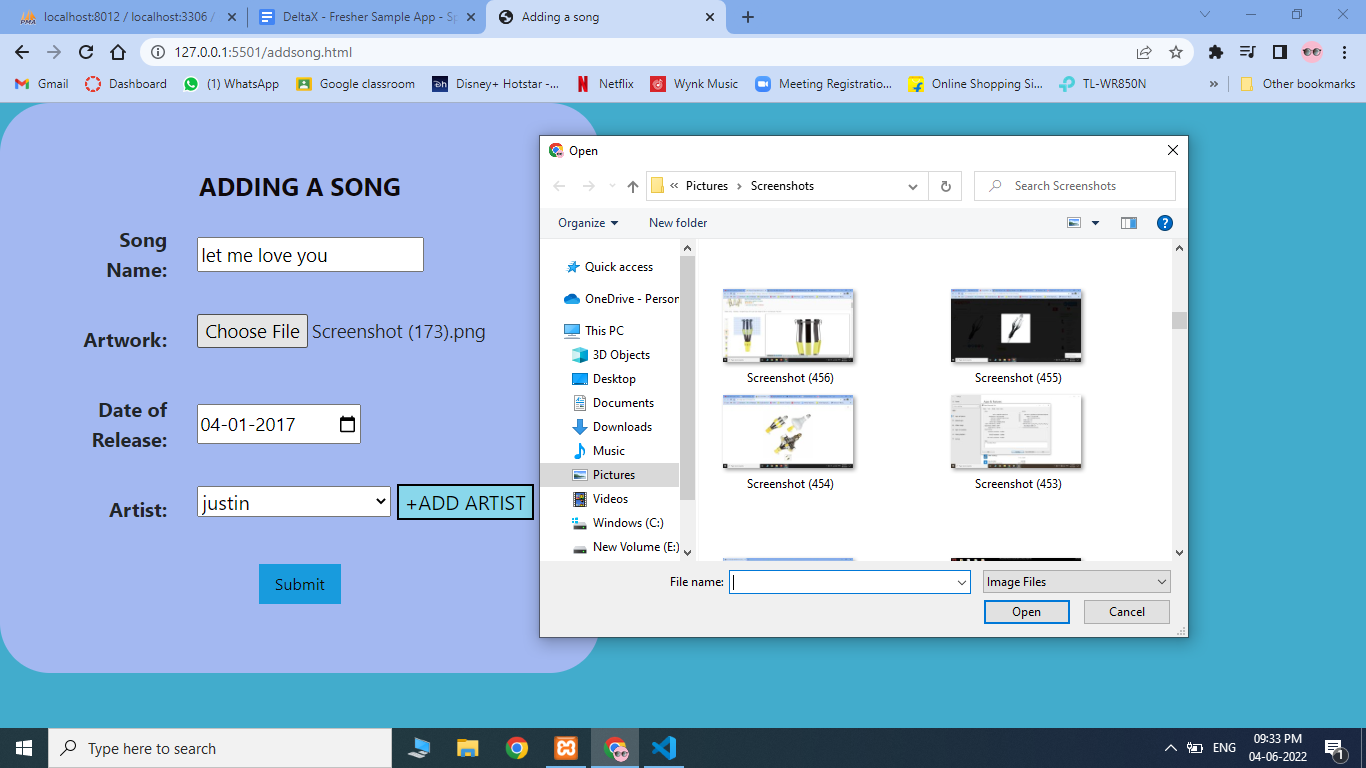 localhost:8012 / localhost:3306 /
DeltaX - Fresher Sample App - Sp
Adding a song
127.0.0.1:5501/addsong.html
Gmail
Dashboard
(1) WhatsApp
Google classroom
Disney+ Hotstar -...
Netflix
Wynk Music
Meeting Registratio...
Online Shopping Si...
TL-WR850N
»
Other bookmarks
ADDING A SONG
Song
Name:
let me love you
Artwork:
Choose File Screenshot (173).png
Date of
Release:
04-01-2017
Artist:
justin
+ADD ARTIST
Submit
Open
« Pictures › Screenshots
Search Screenshots
Organize
New folder
Quick access
OneDrive - Person
This PC
3D Objects
Desktop
Documents
Downloads
Music
Pictures
Videos
Windows (C:)
New Volume (E:)
Screenshot (456)
Screenshot (455)
Screenshot (454)
Screenshot (453)
File name:
Image Files
Open
Cancel
Type here to search
ENG
09:33 PM
04-06-2022
1